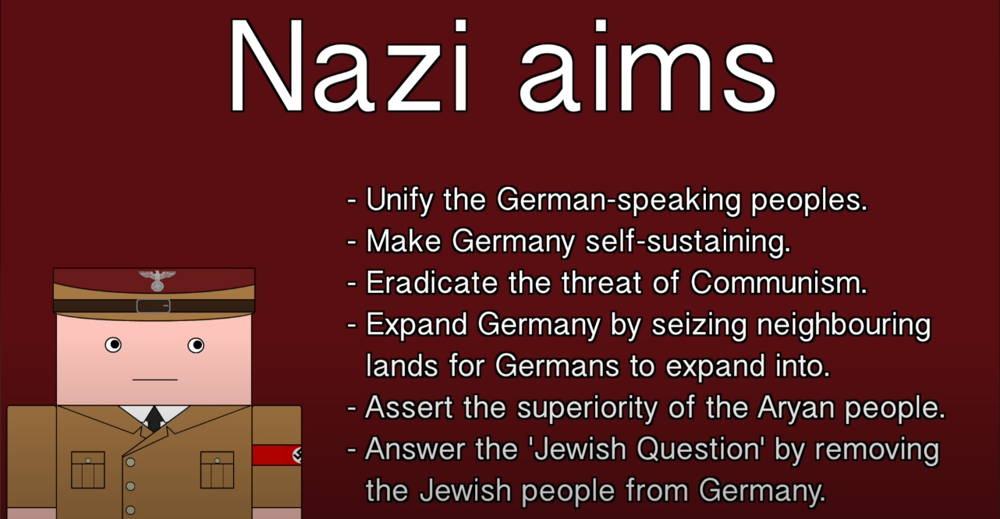 Nazi aims
- Unify the German-speaking peoples.
- Make Germany self-sustaining.
- Eradicate the threat of Communism.
- Expand Germany by seizing neighbouring
lands for Germans to expand into.
- Assert the superiority of the Aryan people.
- Answer the 'Jewish Question' by removing
the Jewish people from Germany.